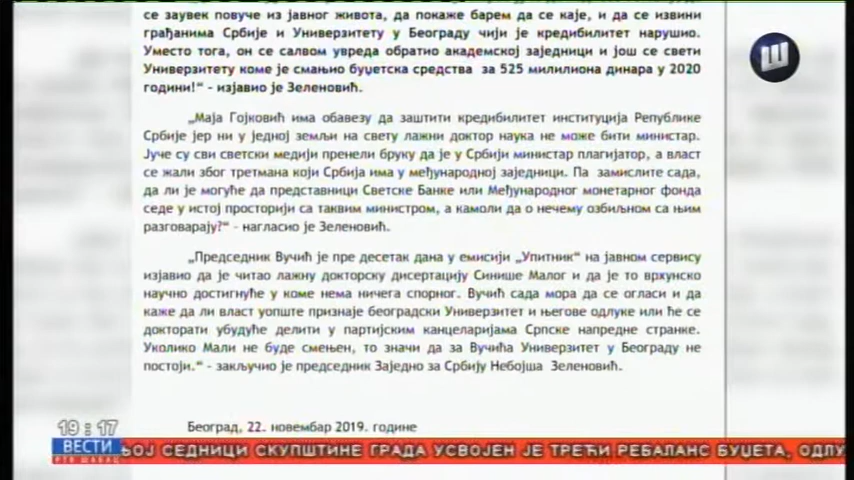 се заувек повуче из јавног живота, да покаже барем да се каје, и да се извини
грађанима Србије и Универзитету у Београду чији је кредибилитет нарушио.
Уместо тога, он се салвом увреда обратио академској заједници и још се свети
Универзитету коме је смањио буџетска средства за 525 милилиона динара у 2020
години!“ - изјавио је Зеленовић.
„Маја Гојковић има обавезу да заштити кредибилитет институција Републике
Србије јер ни у једној земљи на свету лажни доктор наука не може бити министар.
Јуче су сви светски медији пренели бруку да је у Србији министар плагијатор, а власт
се жали због третмана који Србија има у међународној заједници. Па замислите сада,
да ли је могуће да представници Светске Банке или Међународног монетарног фонда
седе у истој просторији са таквим министром, а камоли да о нечему озбиљном са њим
разговарају?“ - нагласио је Зеленовић.
„Председник Вучић је пре десетак дана у емисији „Упитник“ на јавном сервису
изјавио да је читао лажну докторску дисертацију Синише Малог и да је то врхунско
научно достигнуће у коме нема ничега спорног. Вучић сада мора да се огласи и да
каже да ли власт уопште признаје београдски Универзитет и његове одлуке или ће се
докторати убудуће делити у партијским канцеларијама Српске напредне странке.
Уколико Мали не буде смењен, то значи да за Вучића Универзитет у Београду не
постоји.“ - закључио је председник Заједно за Србију Небојша Зеленовић.
Београд, 22. новембар 2019. године
Ш
19:17
ВЕСТИ
РТВ ШАБАЦ
ЊОЈ СЕДНИЦИ СКУПШТИНЕ ГРАДА УСВОЈЕН ЈЕ ТРЕЋИ РЕБАЛАНС БУЏЕТА, ОДЛУ